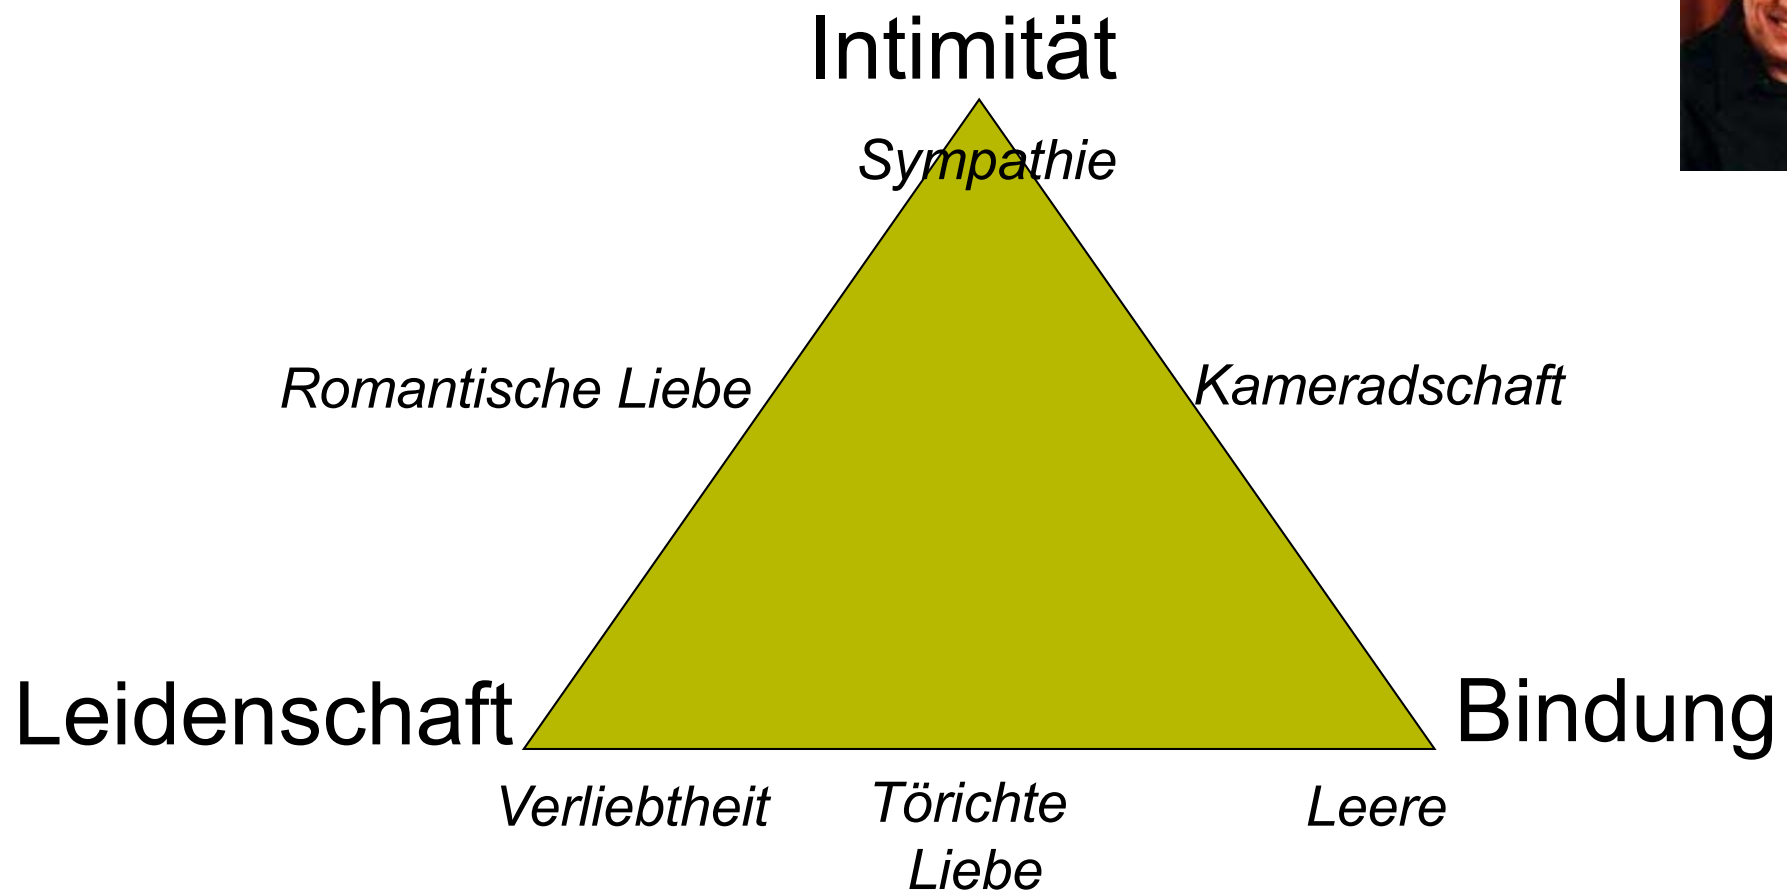 Intimität
Sympathie
Romantische Liebe
Kameradschaft
Leidenschaft
Bindung
Verliebtheit
Törichte
Liebe
Leere